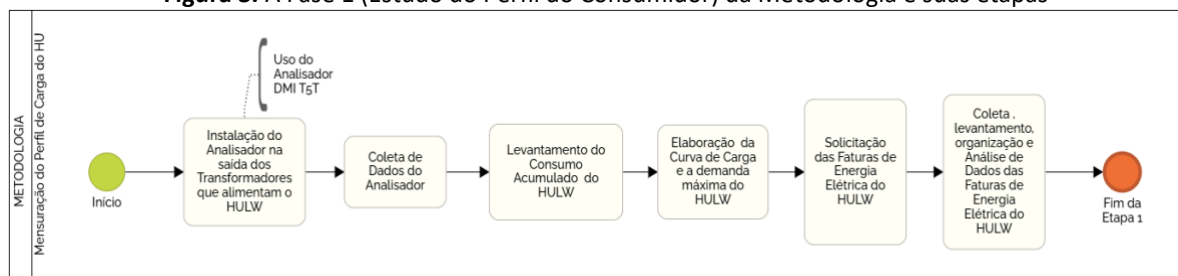 Figura 3. A Fase 1 (Estudo do Perfil do Consumidor) da Metodologia e suas etapas
METODOLOGIA
Mensuração do Perfil de Carga do HU
Início
Uso do
Analisador
DMI T5T
Instalação do
Analisador na
saída dos
Transformadores
que alimentam o
HULW
Coleta de
Dados do
Analisador
Levantamento do
Consumo
Acumulado do
HULW
Elaboração da
Curva de Carga
e a demanda
máxima do
HULW
Solicitação
das Faturas de
Energia
Elétrica do
HULW
Coleta ,
levantamento,
organização e
Análise de
Dados das
Faturas de
Energia
Elétrica do
HULW
Fim da
Etapa 1